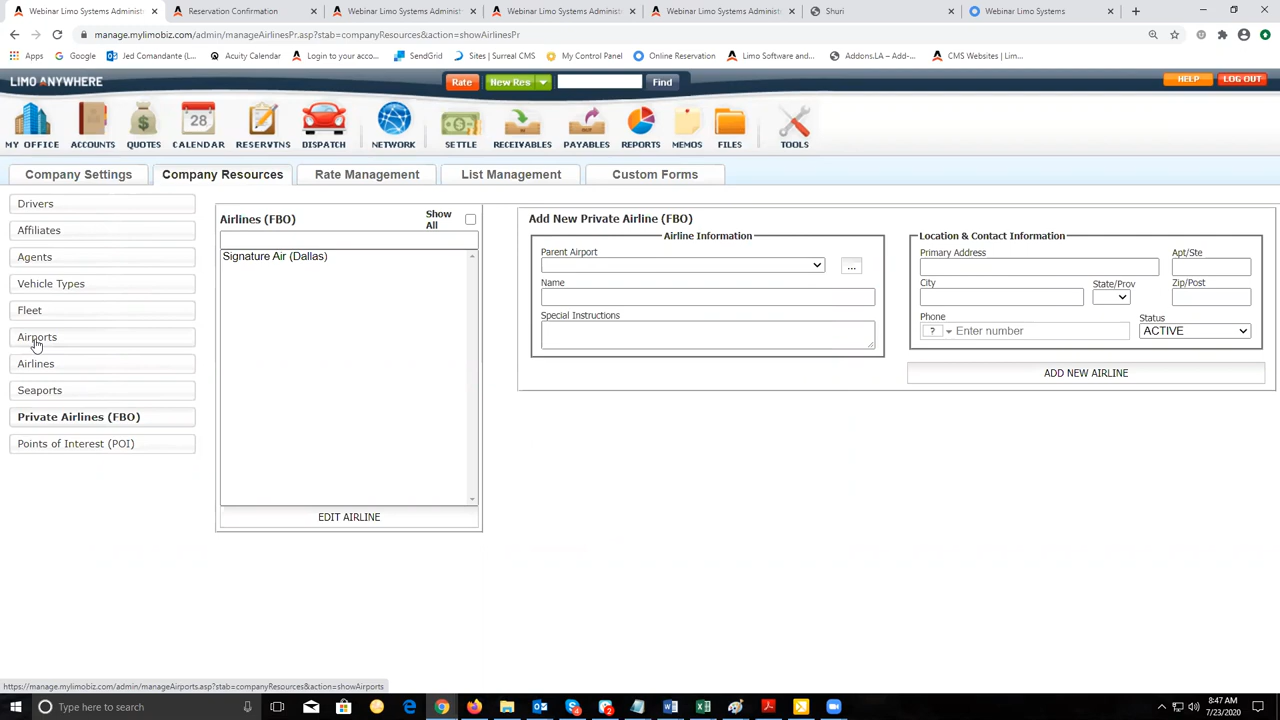 Webinar Limo Systems Administ
Reservation Confirmation
Webinar Limo Systems Administ
Webinar Limo Systems Administ
Webinar Limo Systems Administ
Shuri
Webinar Limo Systems
manage.mylimobiz.com/admin/manageAirlinesPr.asp?stab=companyResources&action=showAirlinesPr
Apps
Google
Jed Comandante (...
Acuity Calendar
Login to your acco...
SendGrid
Sites | Surreal CMS
My Control Panel
Online Reservation
Limo Software and...
Addons.LA – Add-...
CMS Websites | Lim...
LIMO ANYWHERE
Rate
New Res
Find
HELP
LOG OUT
28
MY OFFICE
ACCOUNTS
QUOTES
CALENDAR
RESERVTNS
DISPATCH
NETWORK
SETTLE
RECEIVABLES
PAYABLES
REPORTS
MEMOS
FILES
TOOLS
Company Settings
Company Resources
Rate Management
List Management
Custom Forms
Drivers
Affiliates
Agents
Vehicle Types
Fleet
Airports
Airlines
Seaports
Private Airlines (FBO)
Points of Interest (POI)
Airlines (FBO)
Show
All
Signature Air (Dallas)
EDIT AIRLINE
Add New Private Airline (FBO)
Airline Information
Parent Airport
...
Name
Special Instructions
Location & Contact Information
Primary Address
Apt/Ste
City
State/Prov
Zip/Post
Phone
? Enter number
Status
ACTIVE
ADD NEW AIRLINE
https://manage.mylimobiz.com/admin/manageAirports.asp?stab=companyResources&action=showAirports
Type here to search
8:47 AM
7/23/2020